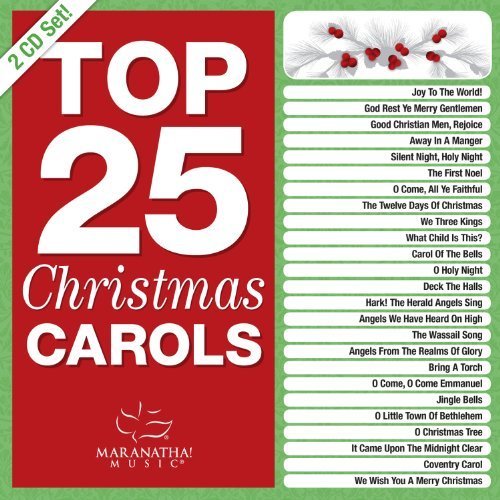 2 CD Set!
TOP
25
Christmas
CAROLS
MARANATHA!
MUSIC®
Joy To The World!
God Rest Ye Merry Gentlemen
Good Christian Men, Rejoice
Away In A Manger
Silent Night, Holy Night
The First Noel
O Come, All Ye Faithful
The Twelve Days Of Christmas
We Three Kings
What Child Is This?
Carol Of The Bells
O Holy Night
Deck The Halls
Hark! The Herald Angels Sing
Angels We Have Heard On High
The Wassail Song
Angels From The Realms Of Glory
Bring A Torch
O Come, O Come Emmanuel
Jingle Bells
O Little Town Of Bethlehem
O Christmas Tree
It Came Upon The Midnight Clear
Coventry Carol
We Wish You A Merry Christmas